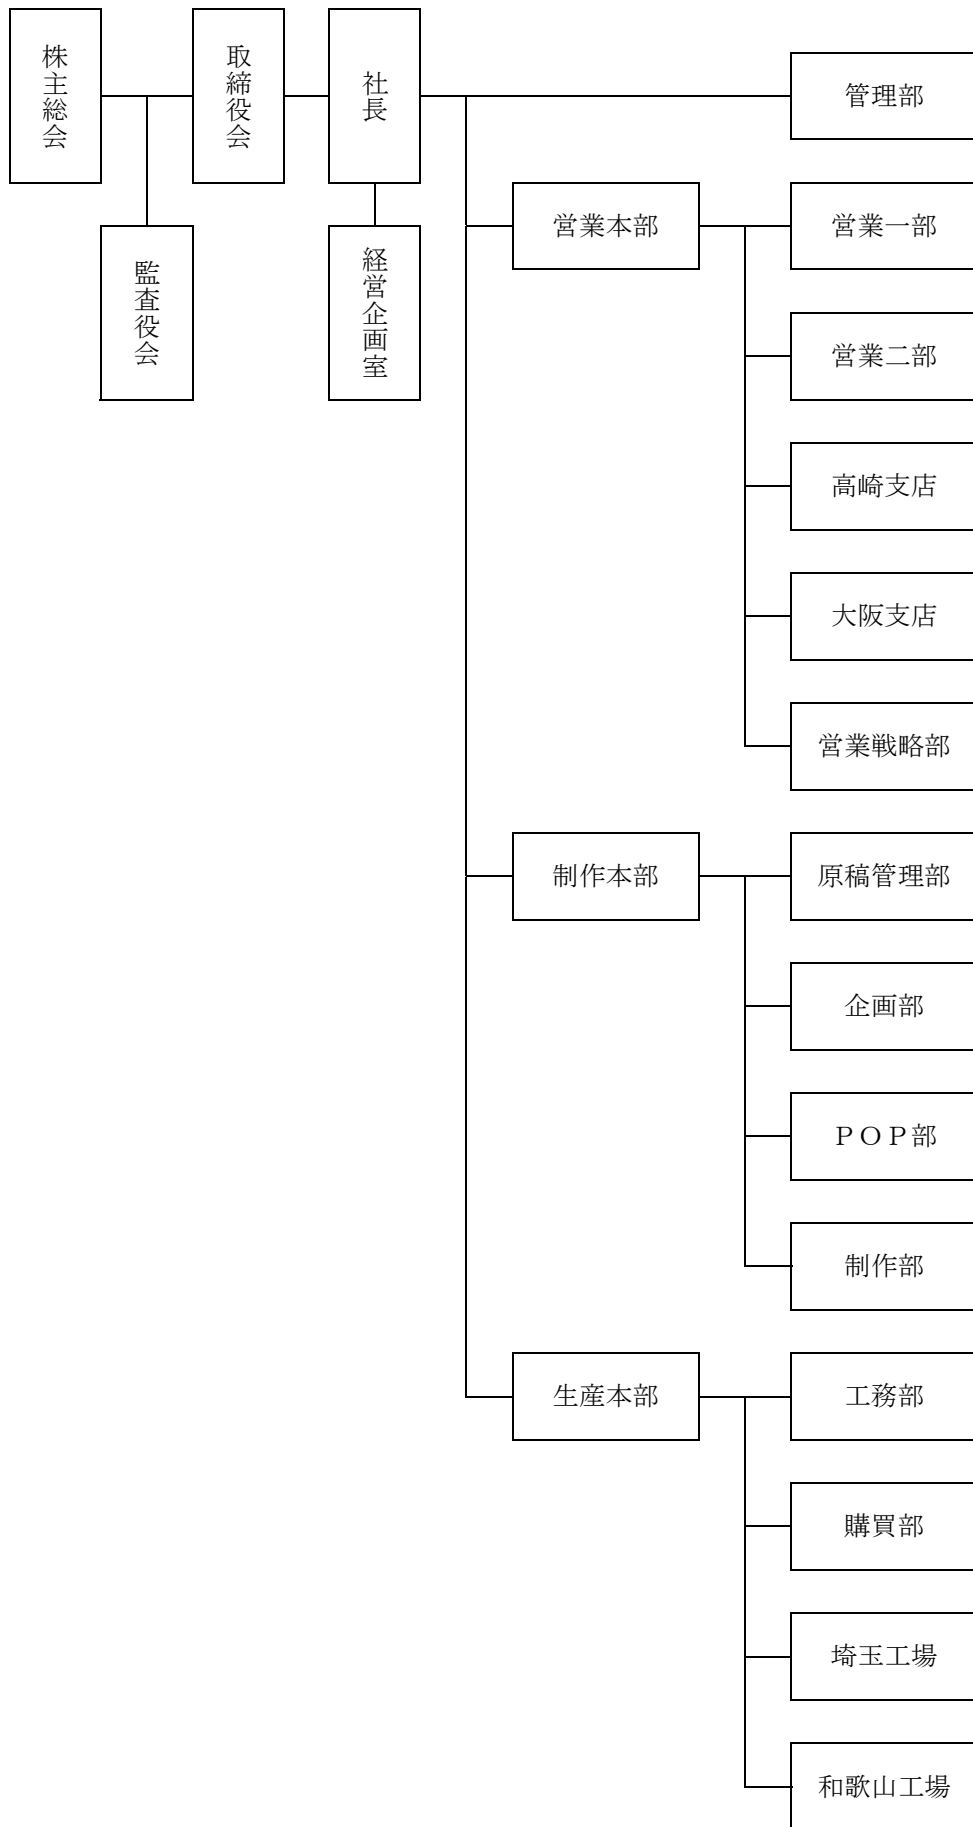 株主総会
取締役会
社長
監査役会
経営企画室
管理部
営業本部
営業一部
営業二部
高崎支店
大阪支店
営業戦略部
制作本部
原稿管理部
企画部
ＰＯＰ部
制作部
生産本部
工務部
購買部
埼玉工場
和歌山工場